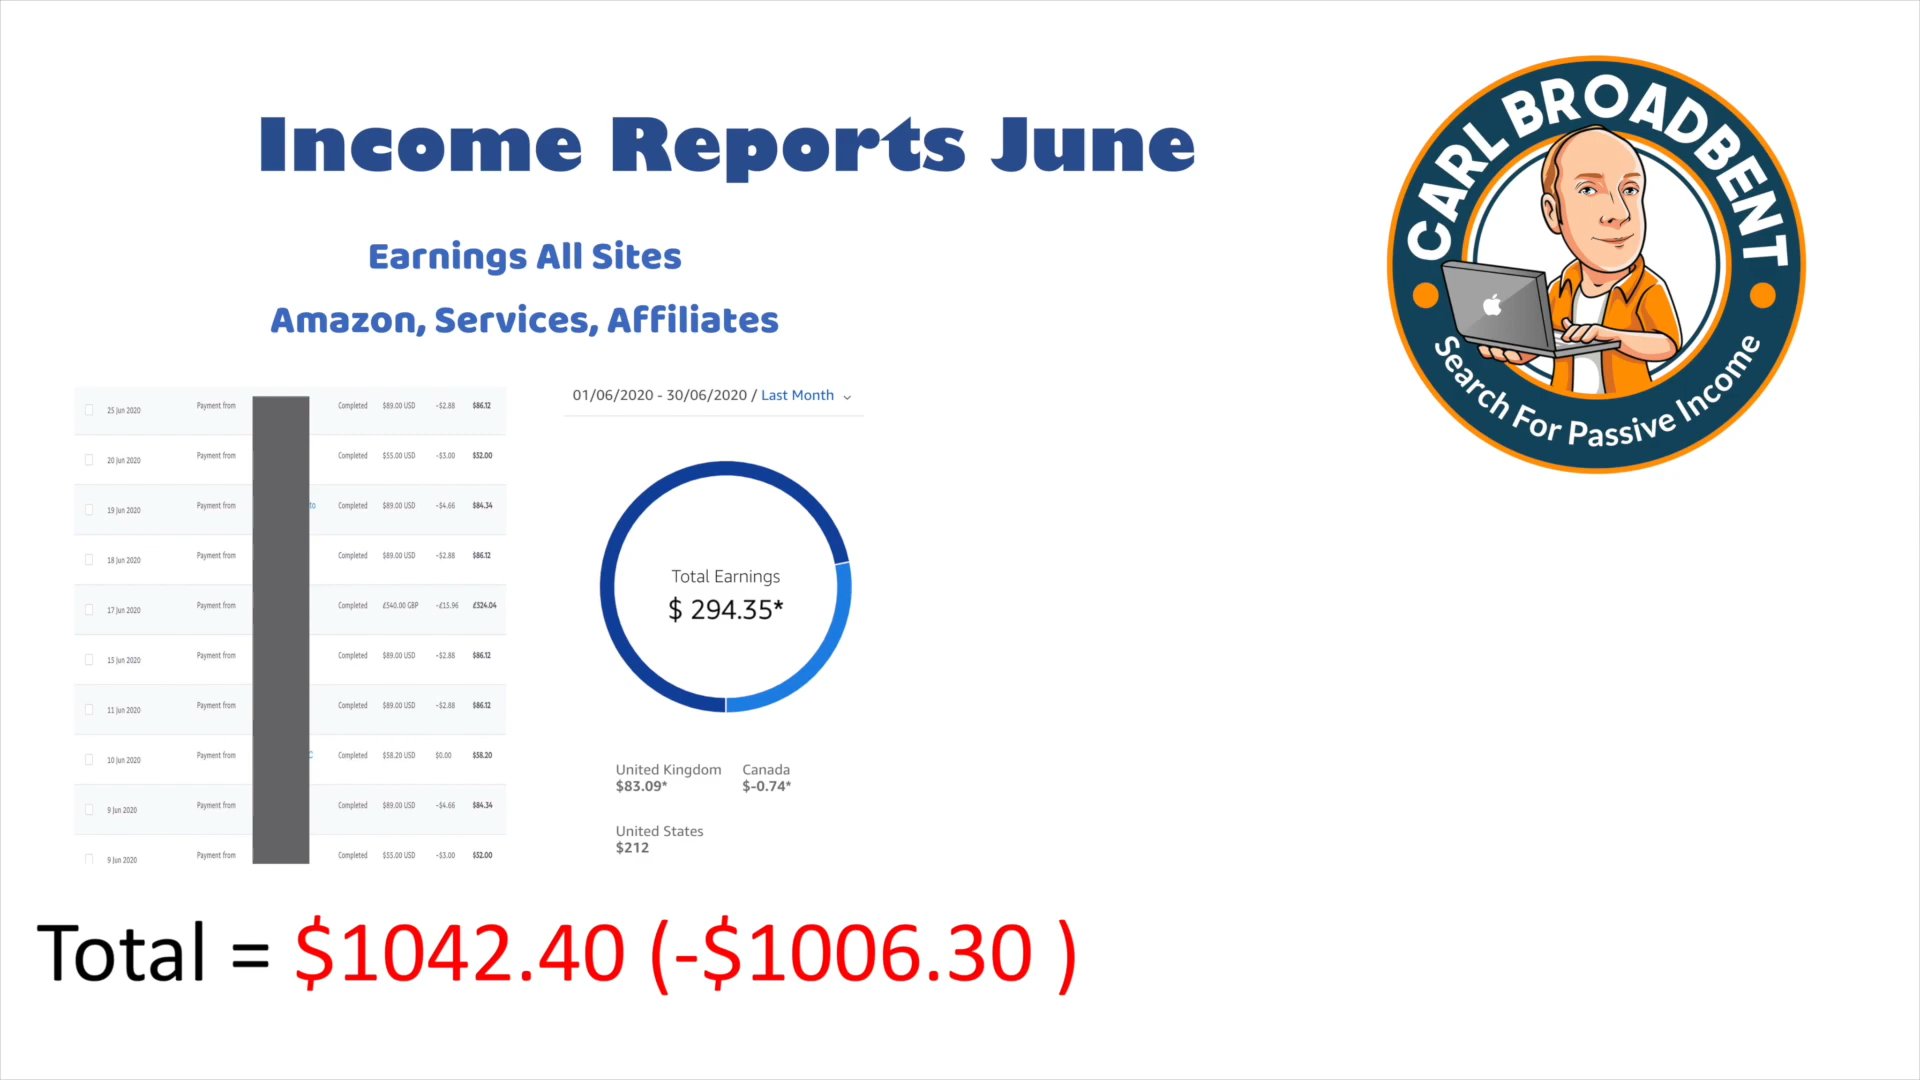 Income Reports June
CARL BROADBENT
Search For Passive Income
Earnings All Sites
Amazon, Services, Affiliates
25 Jun 2020 Payment from Completed $89.00 USD -$2.88 $86.12
20 Jun 2020 Payment from Completed $55.00 USD -$3.00 $52.00
19 Jun 2020 Payment from to Completed $89.00 USD -$4.66 $84.34
18 Jun 2020 Payment from Completed $89.00 USD -$2.88 $86.12
17 Jun 2020 Payment from Completed £540.00 GBP -£15.96 £524.04
15 Jun 2020 Payment from Completed $89.00 USD -$2.88 $86.12
11 Jun 2020 Payment from Completed $89.00 USD -$2.88 $86.12
10 Jun 2020 Payment from C Completed $58.20 USD $0.00 $58.20
9 Jun 2020 Payment from Completed $89.00 USD -$4.66 $84.34
9 Jun 2020 Payment from Completed $55.00 USD -$3.00 $52.00
01/06/2020 - 30/06/2020 / Last Month
Total Earnings
$ 294.35*
United Kingdom Canada
$83.09* $-0.74*
United States
$212
Total = $1042.40 (-$1006.30 )